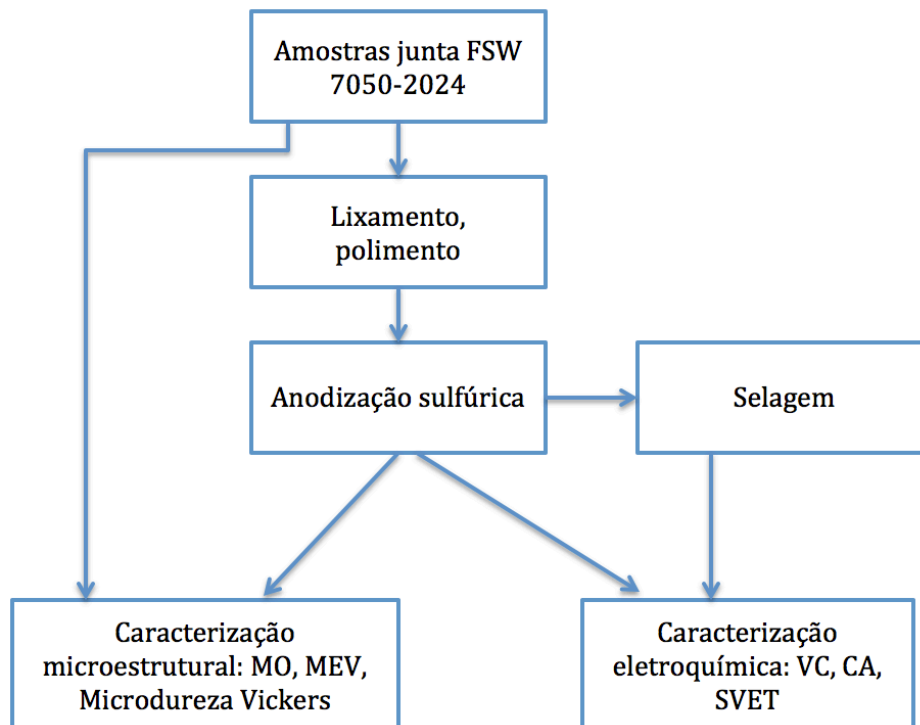 Amostras junta FSW
7050-2024
Lixamento,
polimento
Anodização sulfúrica
Selagem
Caracterização
microestrutural: MO, MEV,
Microdureza Vickers
Caracterização
eletroquímica: VC, CA,
SVET